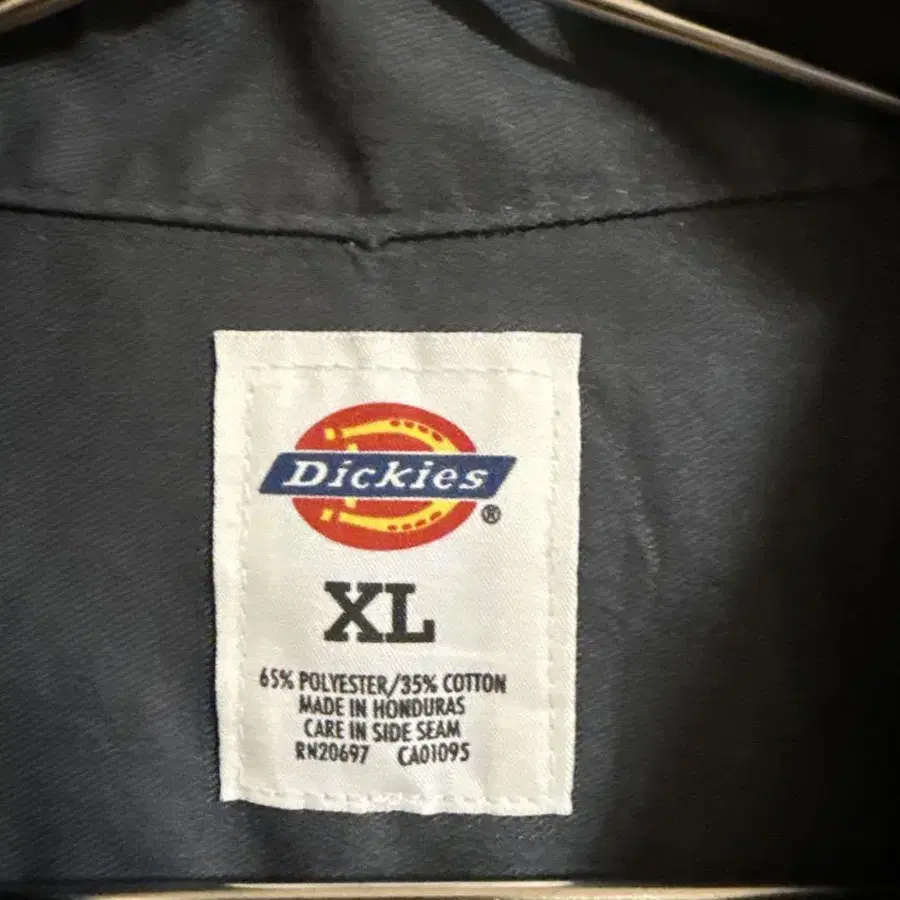 Dickies®
XL
65% POLYESTER/35% COTTON
MADE IN HONDURAS
CARE IN SIDE SEAM
RN20697 CA01095